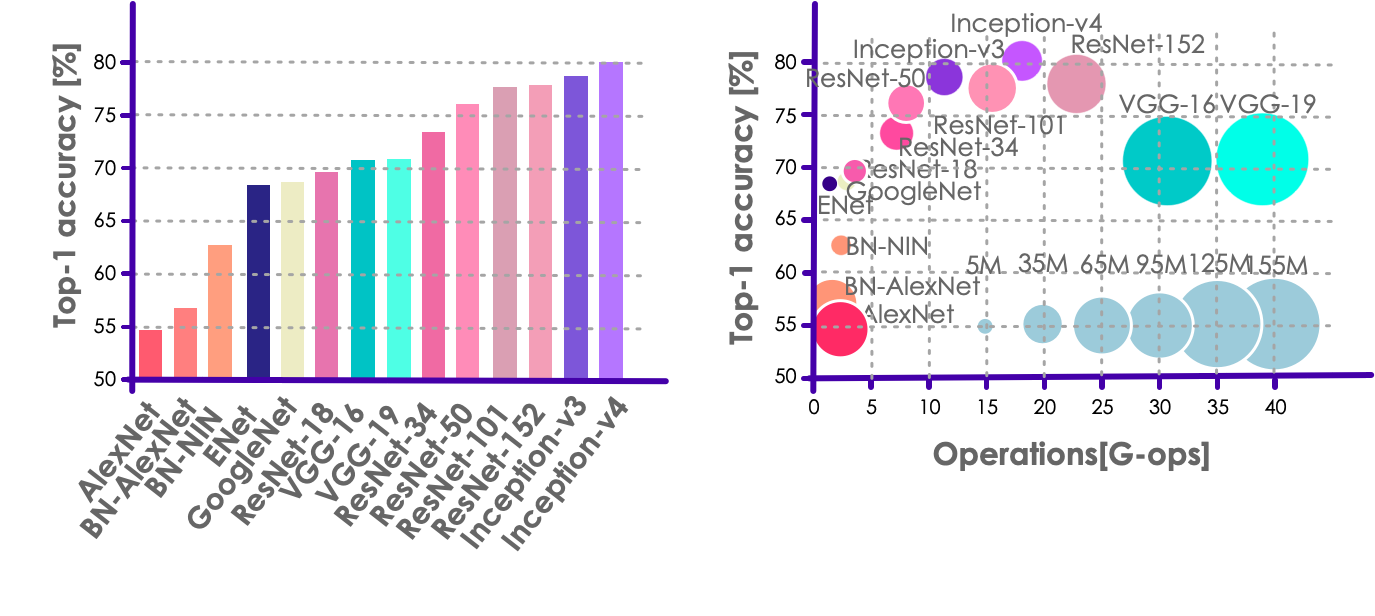 Top-1 accuracy [%]
80
75
70
65
60
55
50
AlexNet
BN-AlexNet
BN-NIN
ENet
GoogleNet
ResNet-18
VGG-16
VGG-19
ResNet-34
ResNet-50
ResNet-101
ResNet-152
Inception-v3
Inception-v4
Top-1 accuracy [%]
80
75
70
65
60
55
50
Inception-v4
Inception-v3
ResNet-152
ResNet-50
VGG-16
VGG-19
ResNet-101
ResNet-34
ResNet-18
GoogleNet
ENet
BN-NIN
5M
35M
65M
95M
125M
155M
BN-AlexNet
AlexNet
0
5
10
15
20
25
30
35
40
Operations[G-ops]